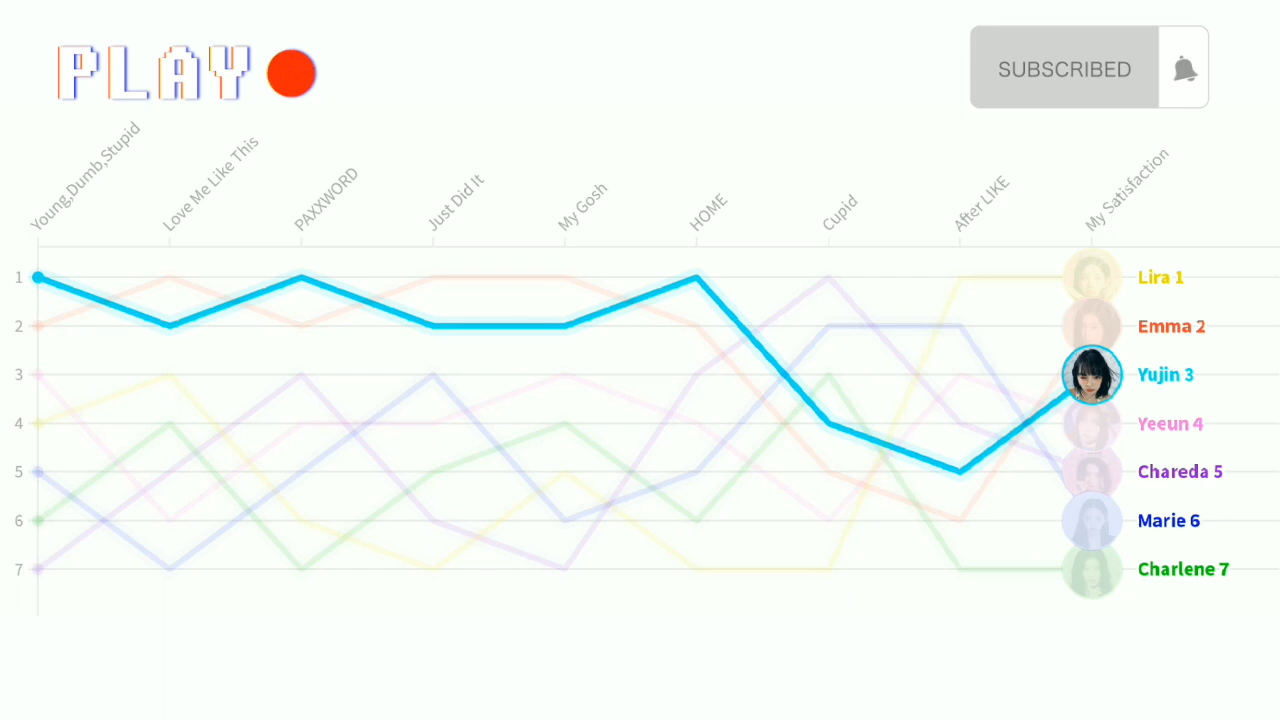 PLAY
SUBSCRIBED
Young,Dumb,Stupid
Love Me Like This
PAXXWORD
Just Did It
My Gosh
HOME
Cupid
After LIKE
My Satisfaction
1
2
3
4
5
6
7
Lira 1
Emma 2
Yujin 3
Yeeun 4
Chareda 5
Marie 6
Charlene 7